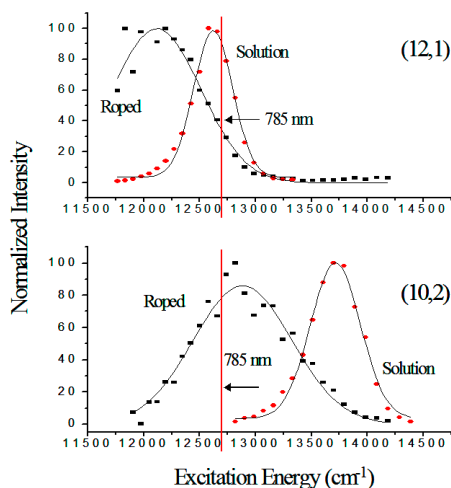 100
80
60
40
20
0
Roped
Solution
(12,1)
785 nm
11500 12000 12500 13000 13500 14000 14500
Normalized Intensity
100
80
60
40
20
0
Roped
(10,2)
785 nm
Solution
11500 12000 12500 13000 13500 14000 14500
Excitation Energy (cm⁻¹)